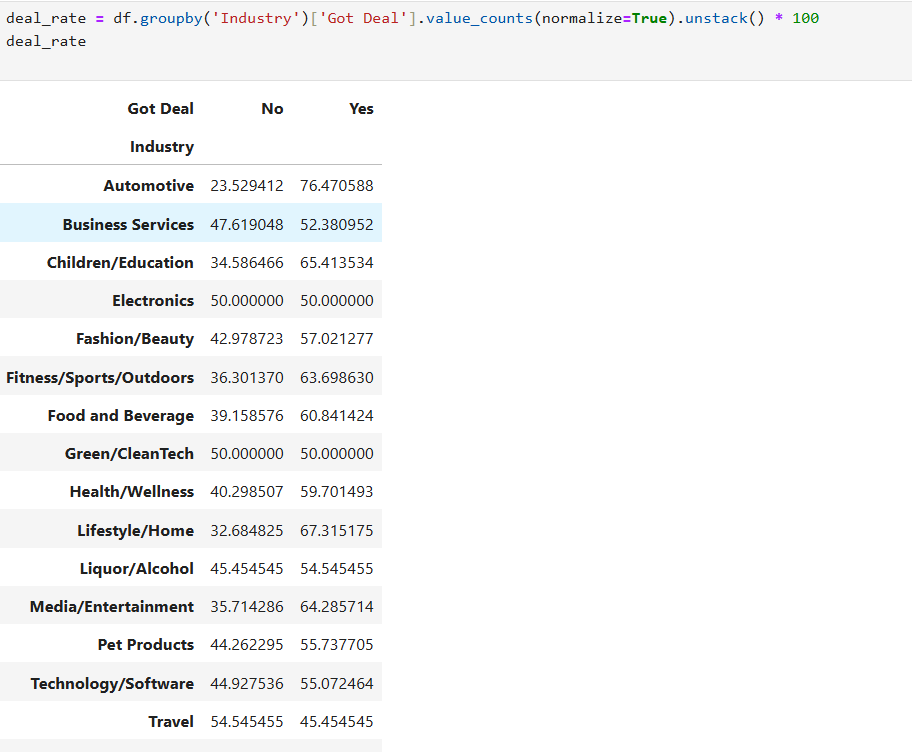 deal_rate = df.groupby('Industry')['Got Deal'].value_counts(normalize=True).unstack() * 100
deal_rate
Got Deal No Yes
Industry
Automotive 23.529412 76.470588
Business Services 47.619048 52.380952
Children/Education 34.586466 65.413534
Electronics 50.000000 50.000000
Fashion/Beauty 42.978723 57.021277
Fitness/Sports/Outdoors 36.301370 63.698630
Food and Beverage 39.158576 60.841424
Green/CleanTech 50.000000 50.000000
Health/Wellness 40.298507 59.701493
Lifestyle/Home 32.684825 67.315175
Liquor/Alcohol 45.454545 54.545455
Media/Entertainment 35.714286 64.285714
Pet Products 44.262295 55.737705
Technology/Software 44.927536 55.072464
Travel 54.545455 45.454545